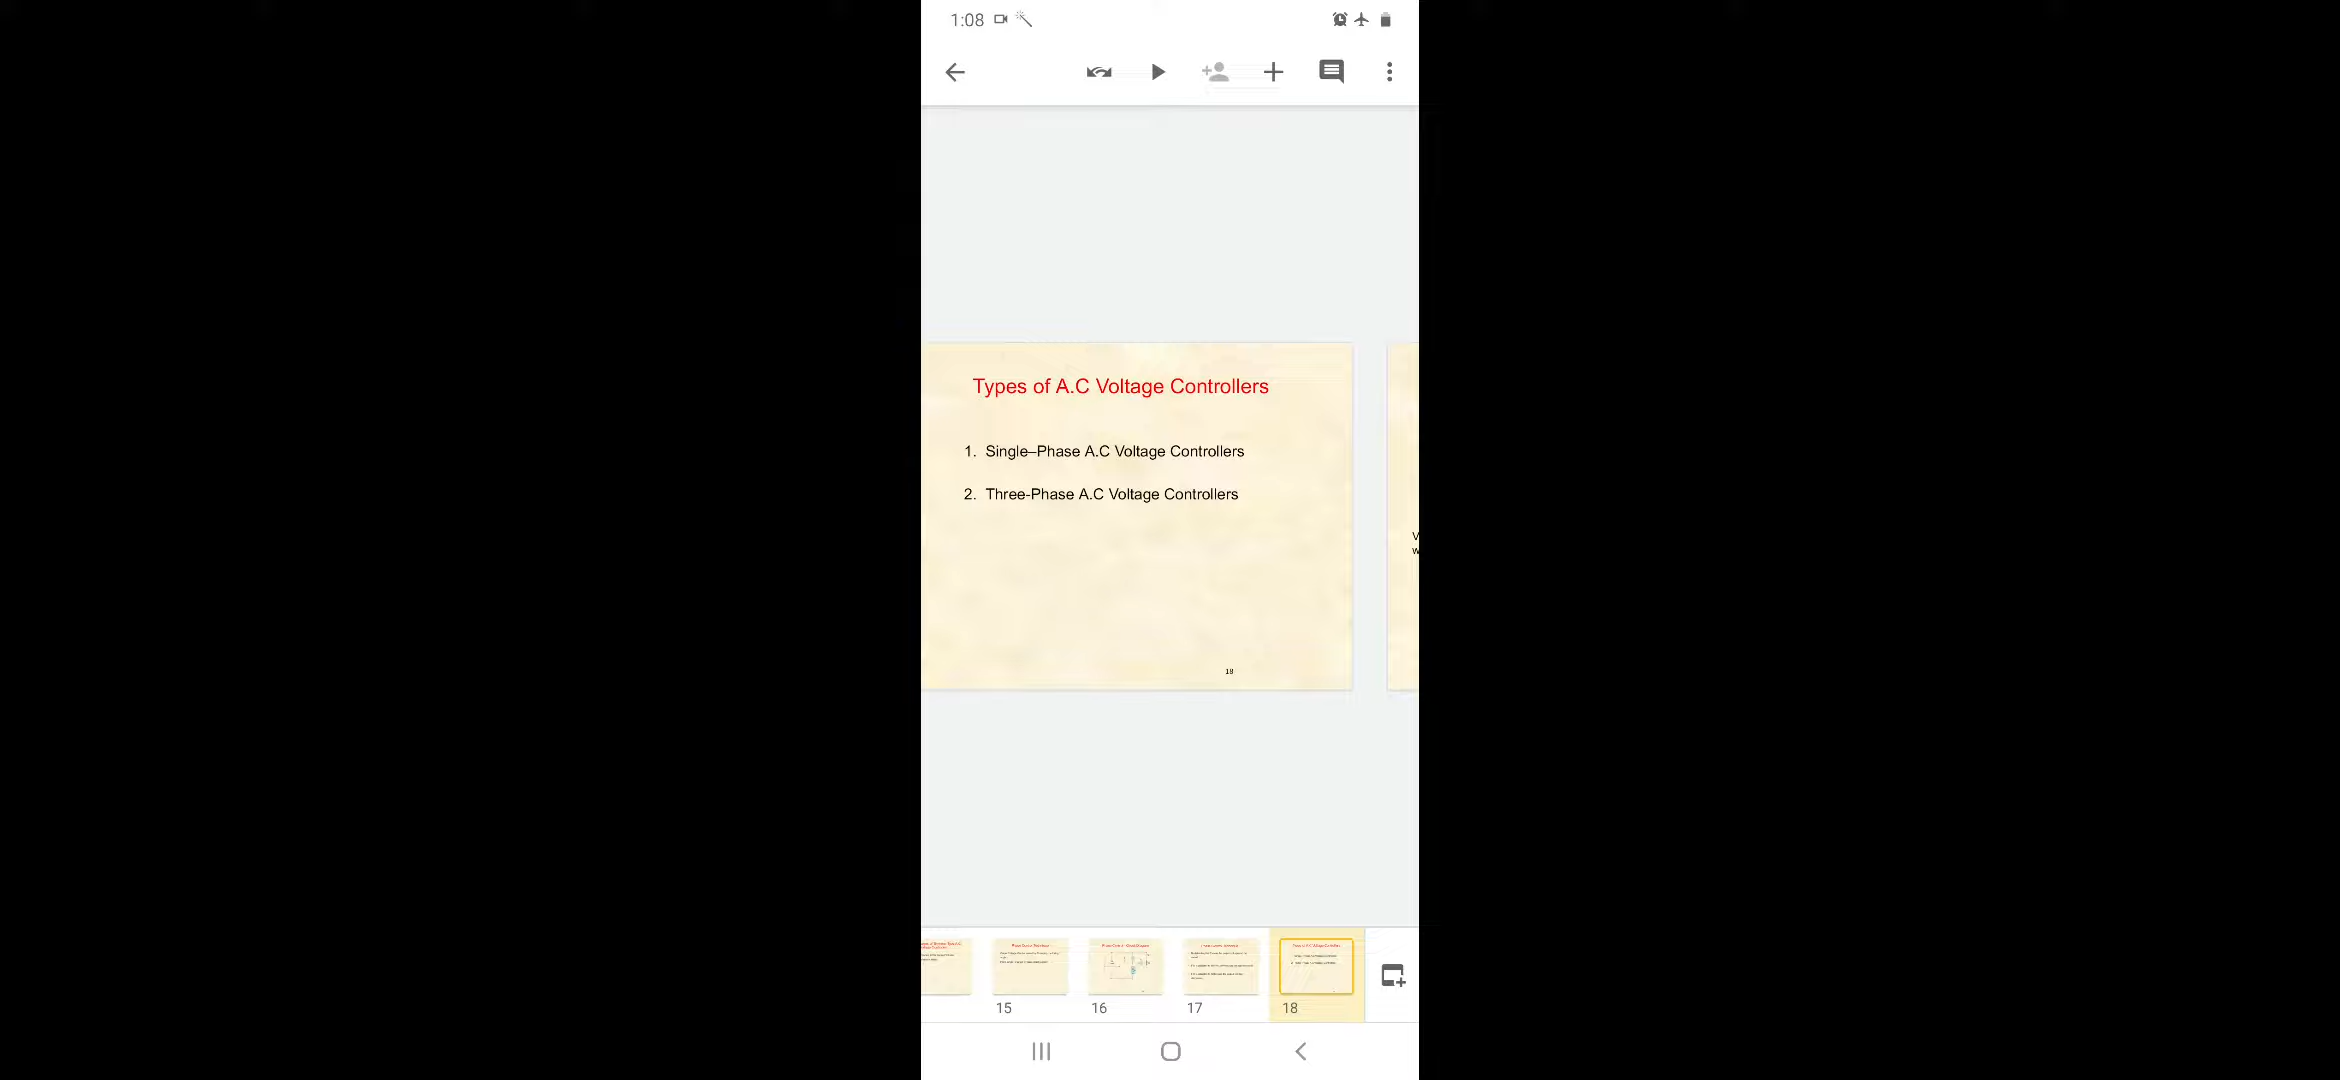 1:08
Types of A.C Voltage Controllers
1. Single–Phase A.C Voltage Controllers
2. Three-Phase A.C Voltage Controllers
18
15
16
17
18